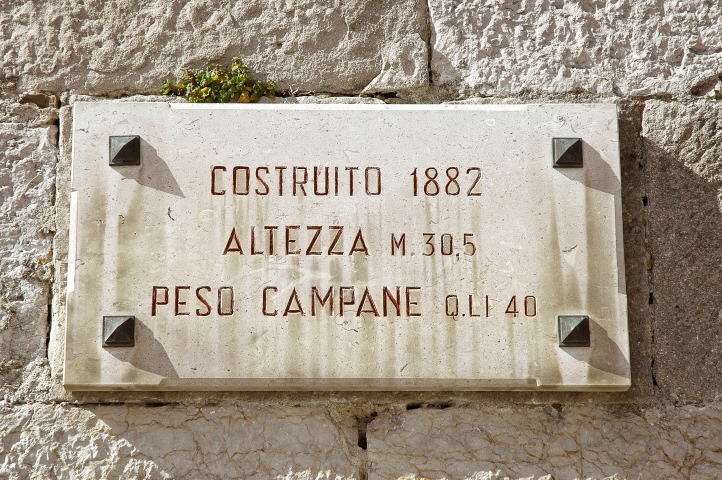 COSTRUITO 1882
ALTEZZA M. 30,5
PESO CAMPANE Q.LI 40